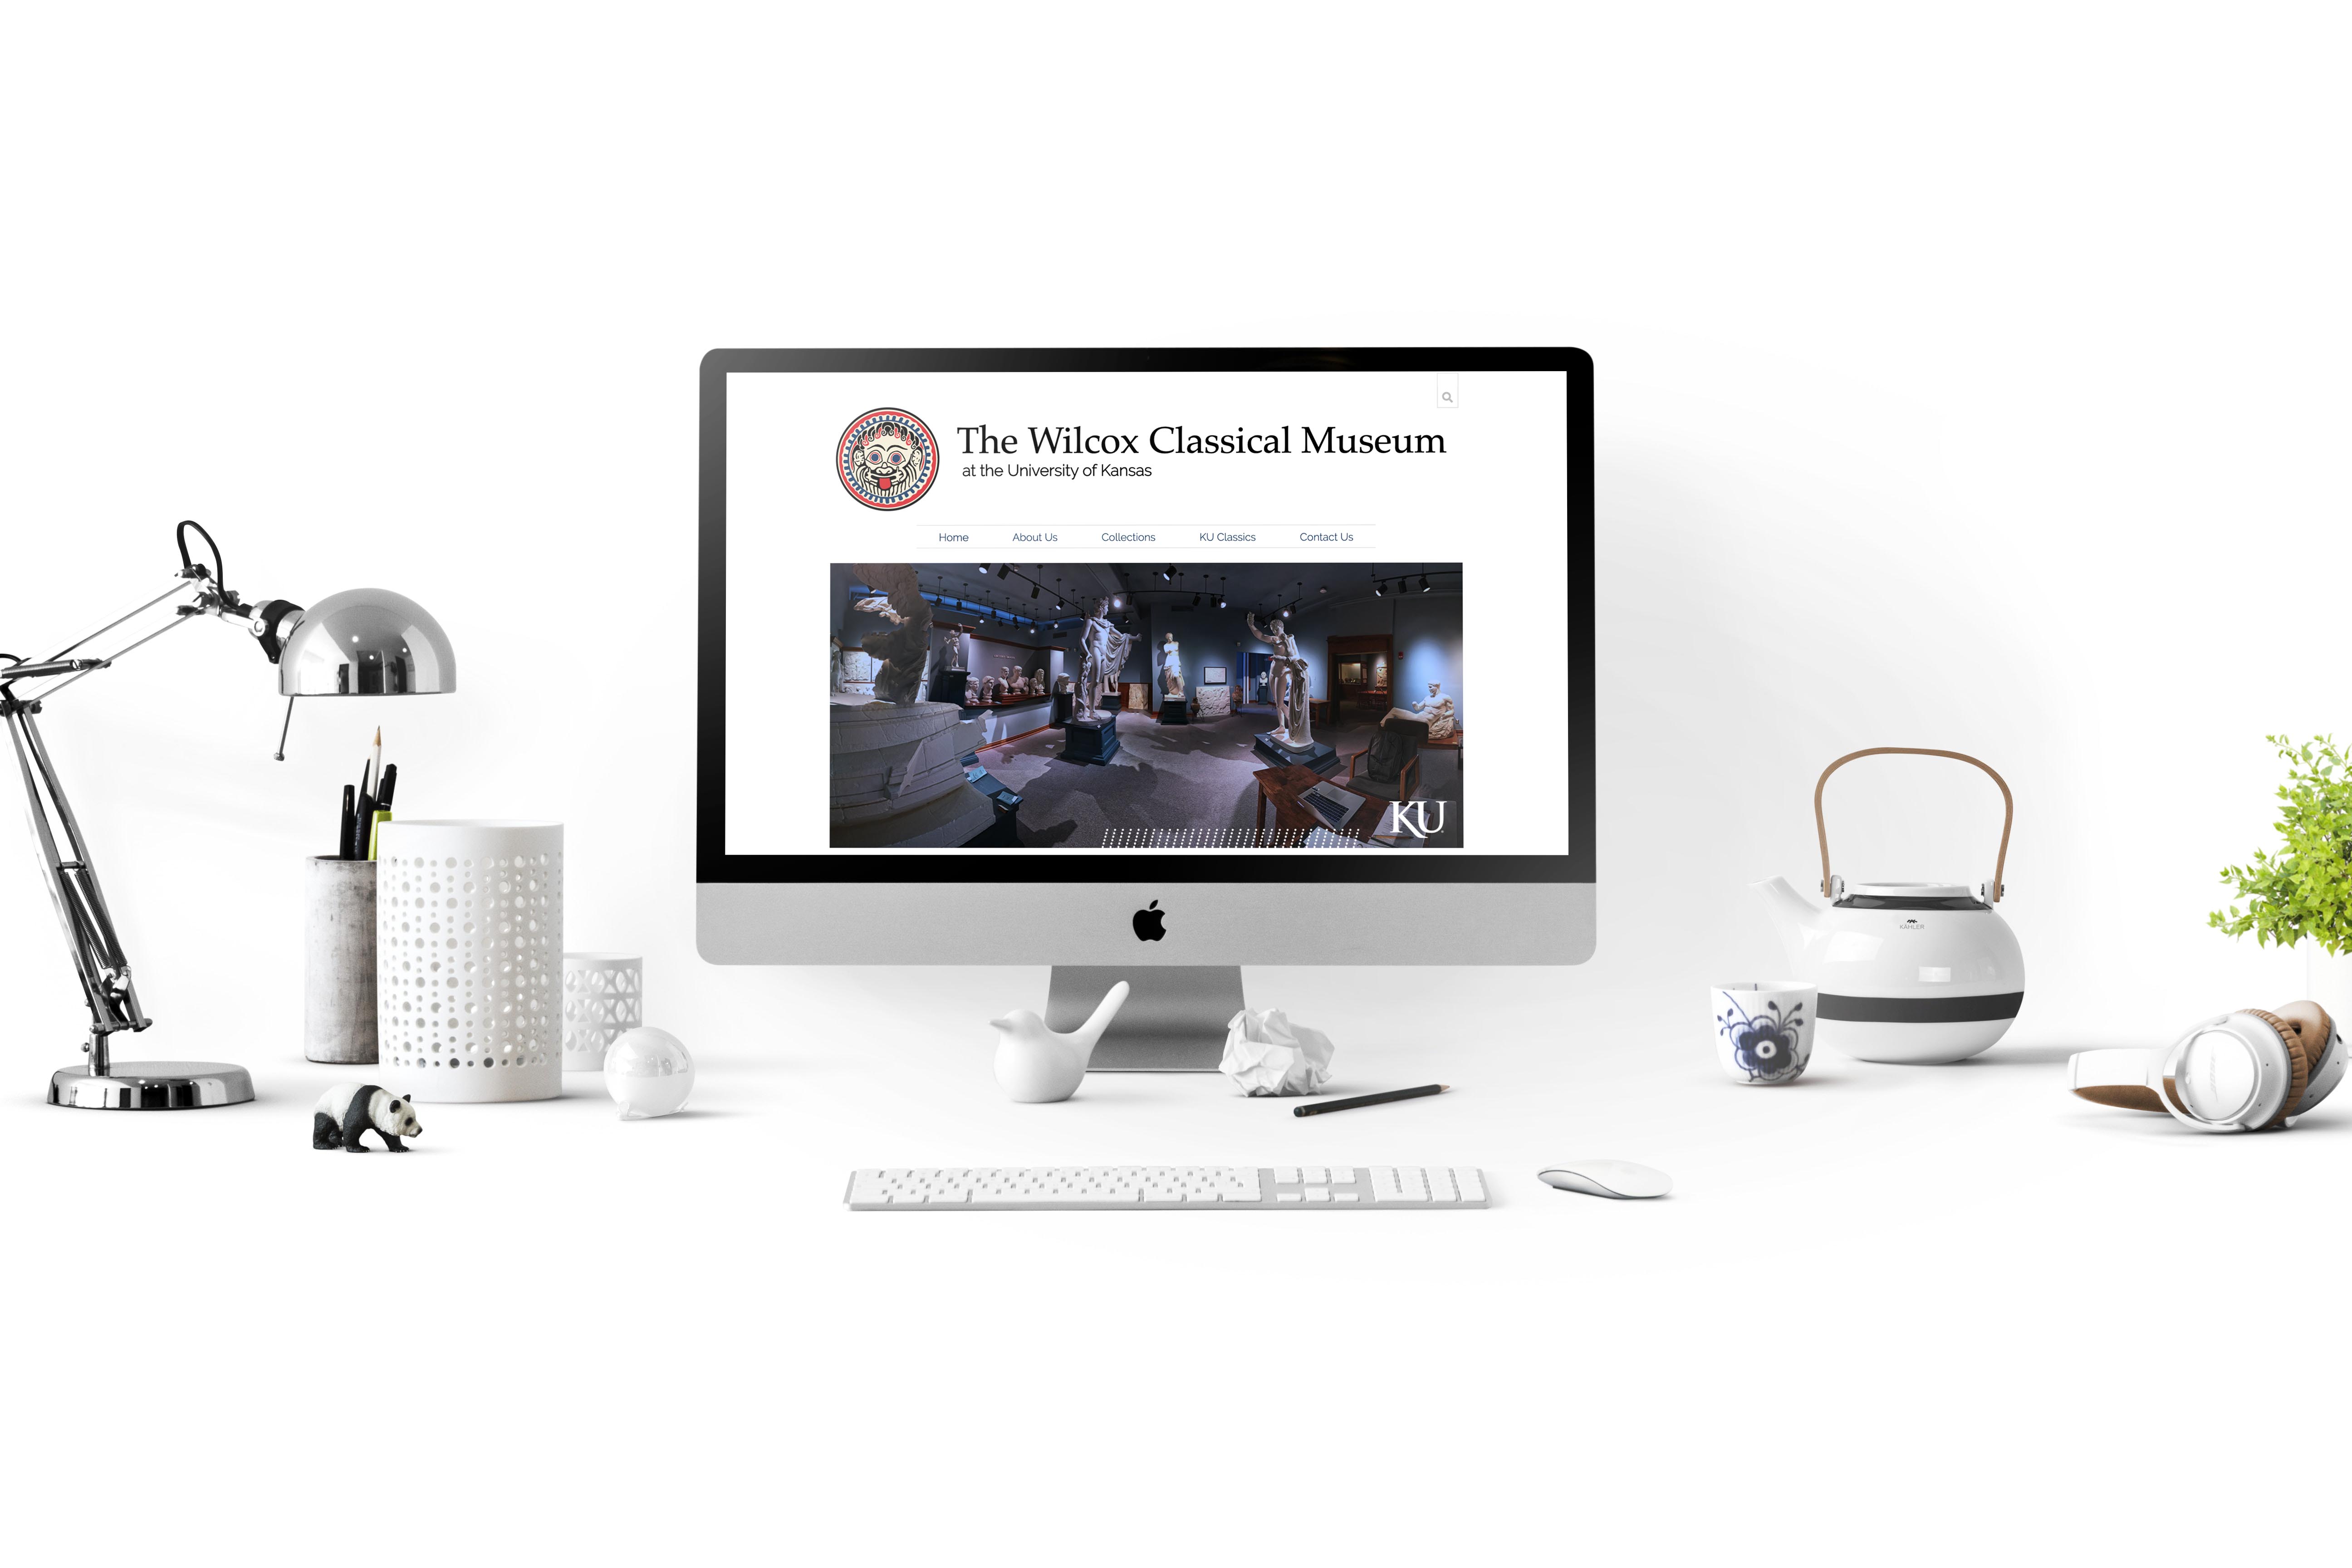 The Wilcox Classical Museum
at the University of Kansas
Home About Us Collections KU Classics Contact Us
KU
KÄHLER